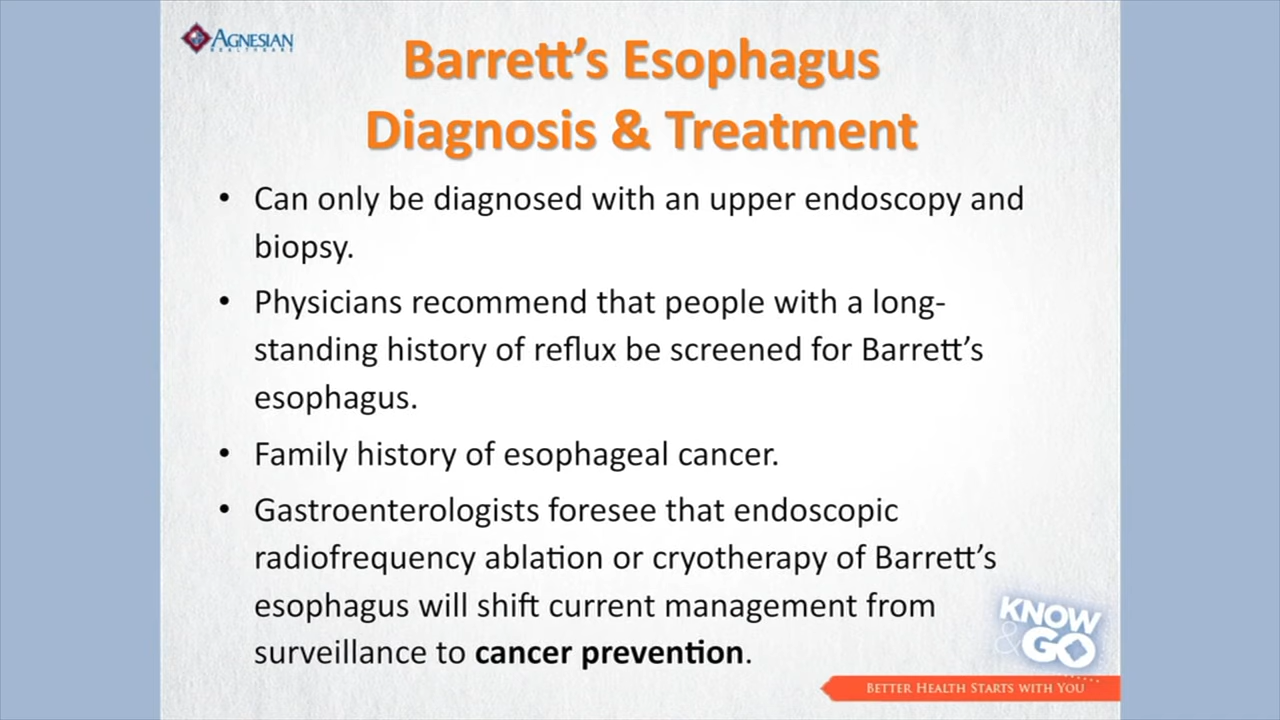 AGNESIAN
HEALTHCARE
Barrett's Esophagus
Diagnosis & Treatment
• Can only be diagnosed with an upper endoscopy and
biopsy.
• Physicians recommend that people with a long-
standing history of reflux be screened for Barrett's
esophagus.
• Family history of esophageal cancer.
• Gastroenterologists foresee that endoscopic
radiofrequency ablation or cryotherapy of Barrett's
esophagus will shift current management from
surveillance to cancer prevention.
KNOW
& GO
BETTER HEALTH STARTS WITH YOU